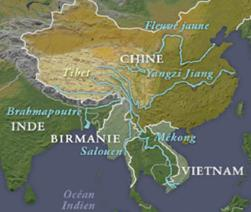 Fleuve jaune
CHINE
Tibet
Yangzi Jiang
Brahmapoutre
INDE
BIRMANIE
Mékong
Salouen
VIETNAM
Océan
Indien